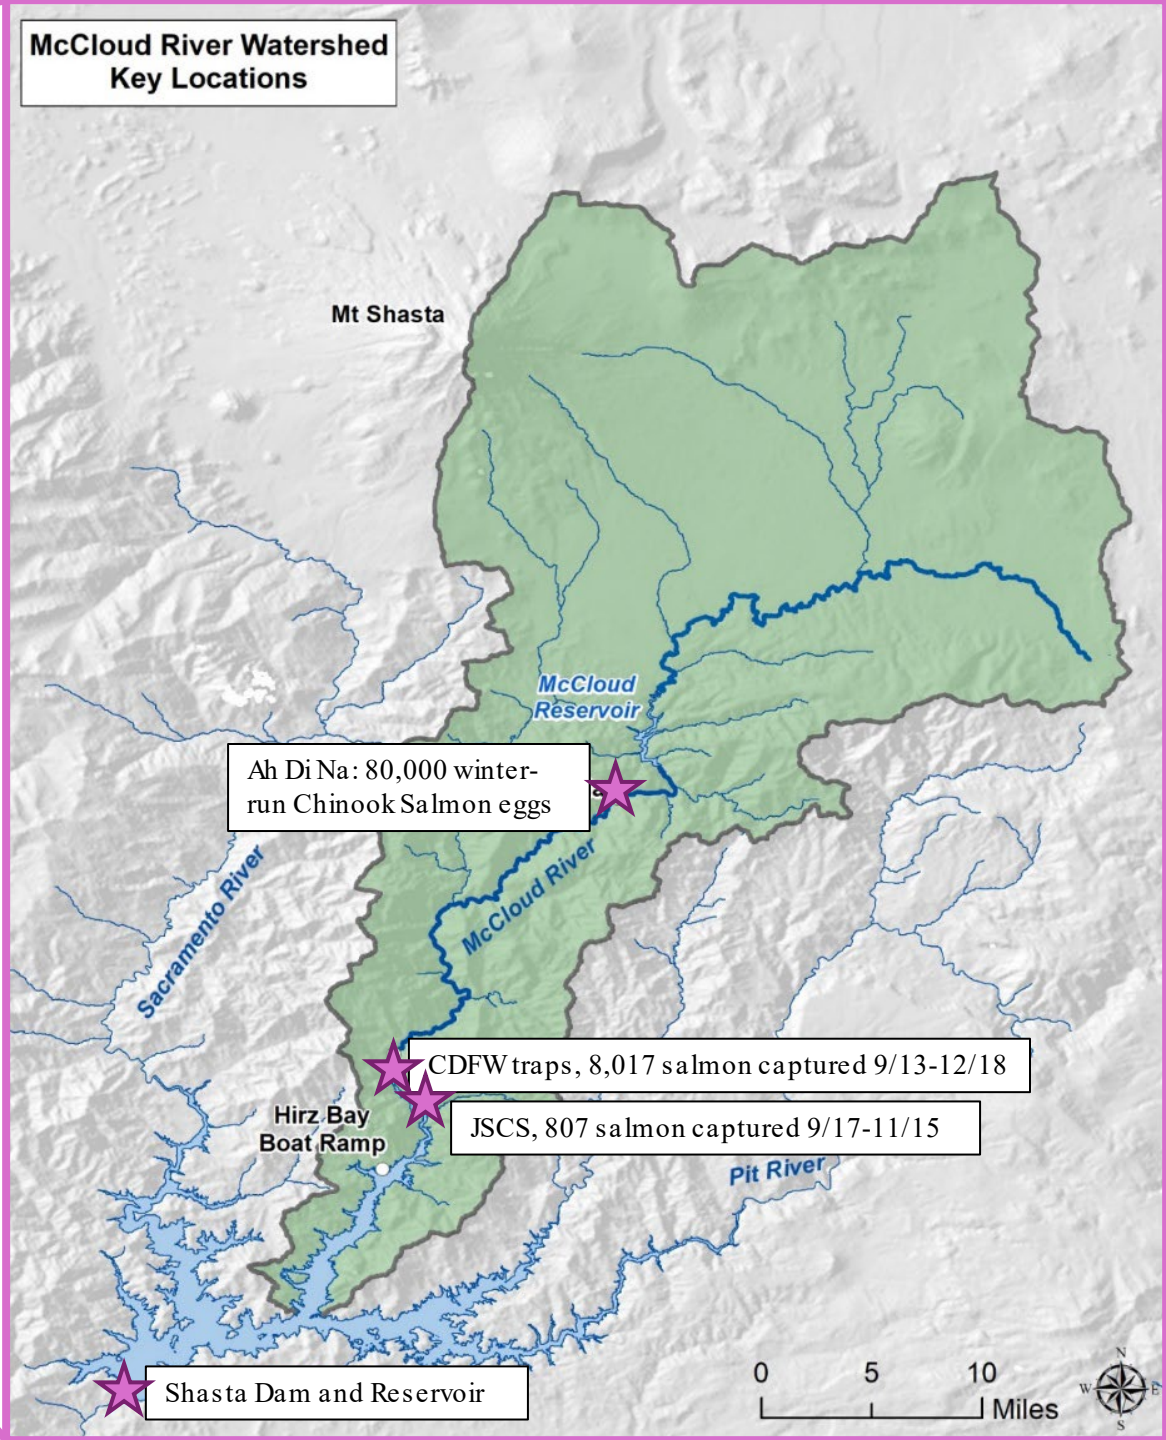 McCloud River Watershed
Key Locations
Mt Shasta
McCloud
Reservoir
Ah Di Na: 80,000 winter-
run Chinook Salmon eggs
McCloud River
Sacramento River
CDFW traps, 8,017 salmon captured 9/13-12/18
JSCS, 807 salmon captured 9/17-11/15
Hirz Bay
Boat Ramp
Pit River
Shasta Dam and Reservoir
0 5 10
Miles
N
W E
S